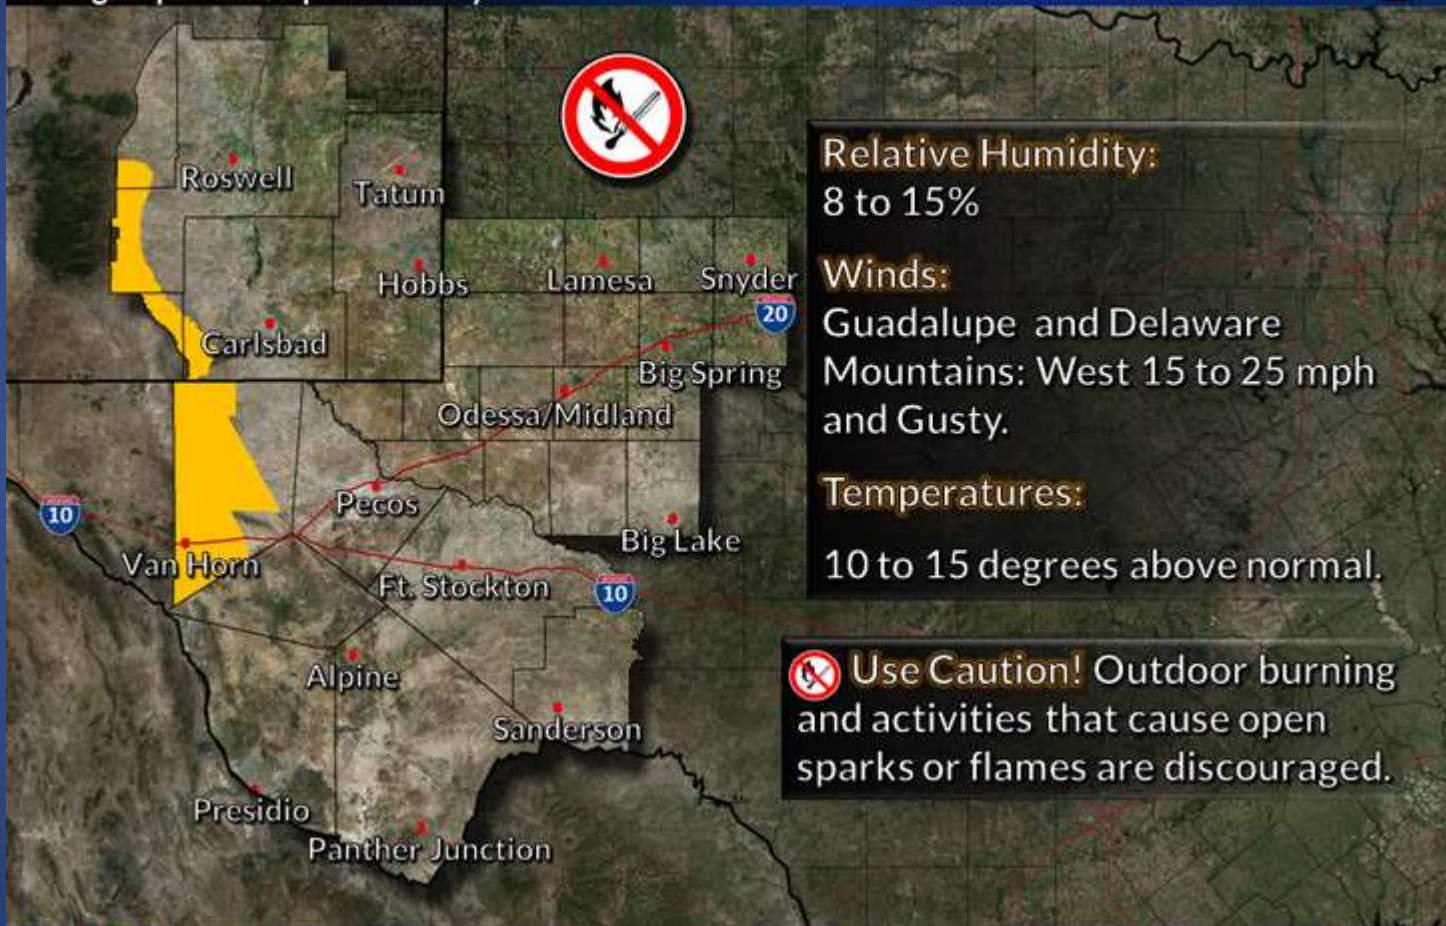 Roswell
Tatum
Hobbs
Lamesa
Snyder
20
Carlsbad
Big Spring
Odessa/Midland
Pecos
10
Big Lake
Van Horn
Ft. Stockton
10
Alpine
Sanderson
Presidio
Panther Junction
Relative Humidity:
8 to 15%
Winds:
Guadalupe and Delaware
Mountains: West 15 to 25 mph
and Gusty.
Temperatures:
10 to 15 degrees above normal.
Use Caution! Outdoor burning
and activities that cause open
sparks or flames are discouraged.